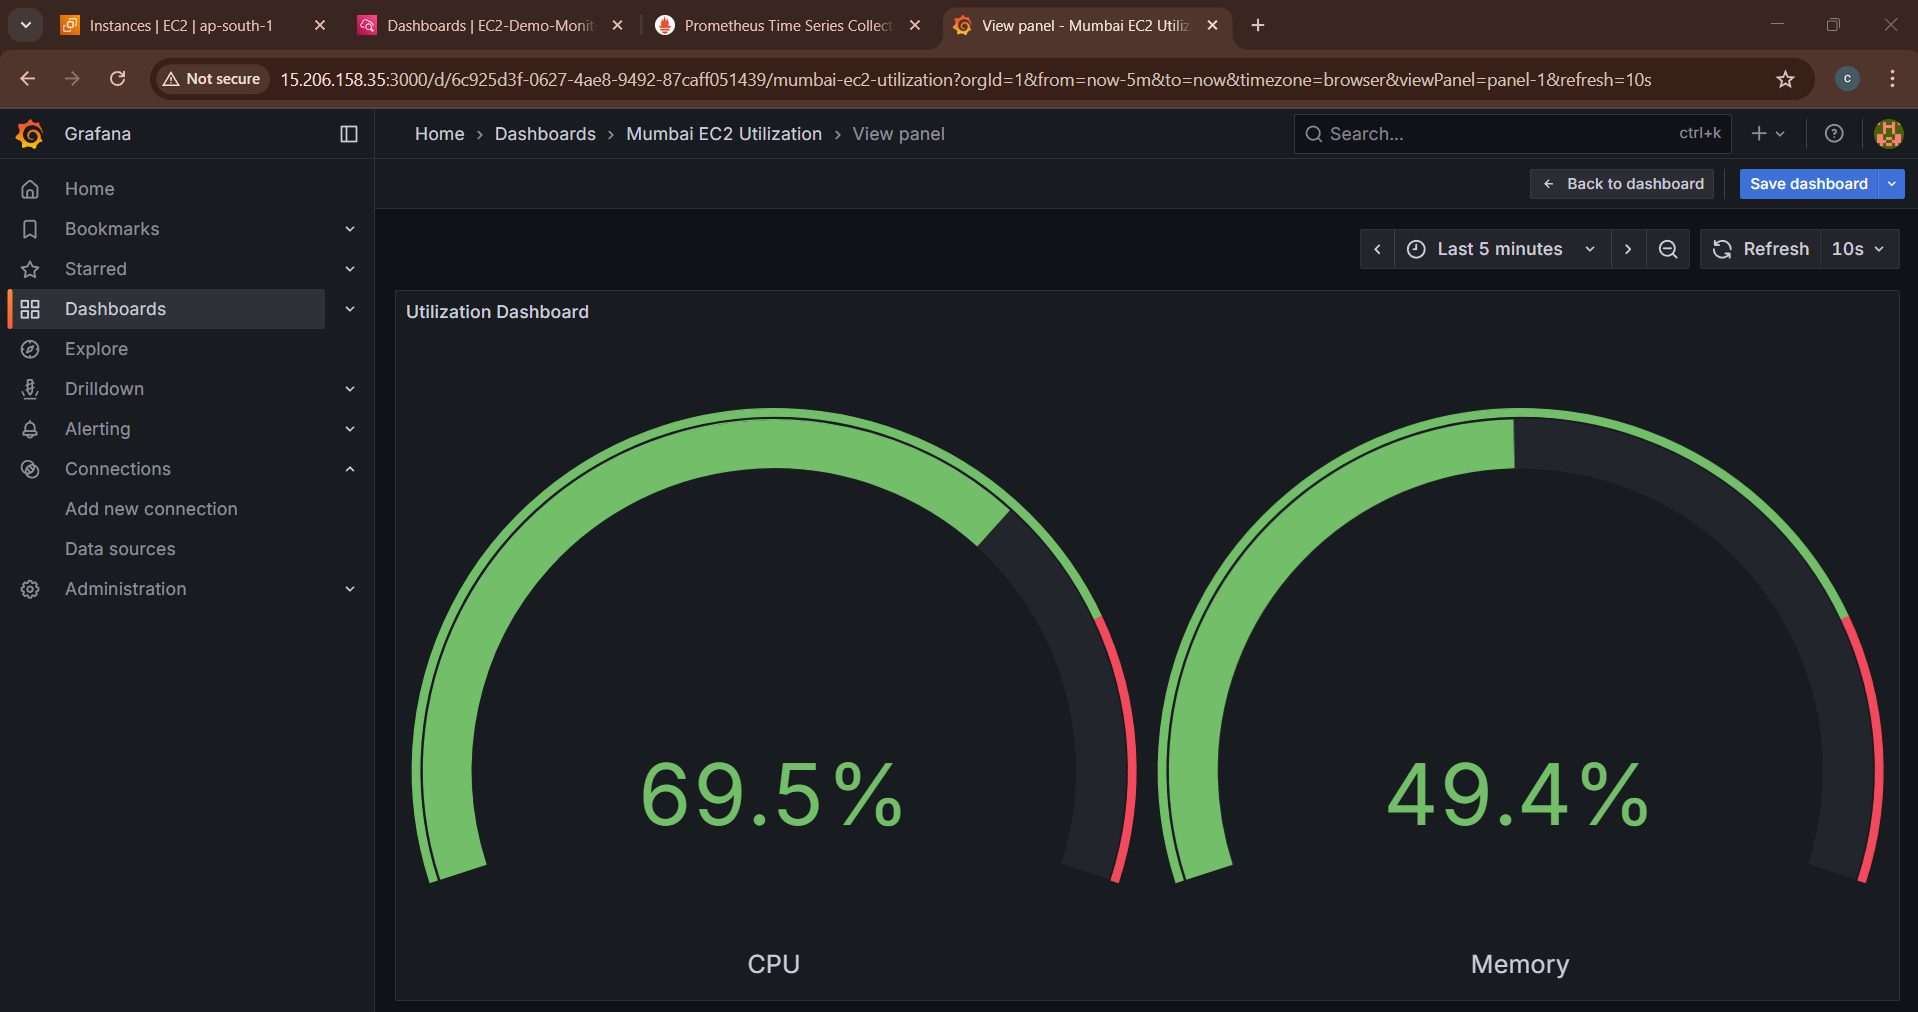 Instances | EC2 | ap-south-1
Dashboards | EC2-Demo-Monit
Prometheus Time Series Collect
View panel - Mumbai EC2 Utiliz
Not secure
15.206.158.35:3000/d/6c925d3f-0627-4ae8-9492-87caff051439/mumbai-ec2-utilization?orgId=1&from=now-5m&to=now&timezone=browser&viewPanel=panel-1&refresh=10s
c
Grafana
Home › Dashboards › Mumbai EC2 Utilization › View panel
Search...
ctrl+k
Back to dashboard
Save dashboard
Home
Bookmarks
Starred
Dashboards
Explore
Drilldown
Alerting
Connections
Add new connection
Data sources
Administration
Last 5 minutes
Refresh
10s
Utilization Dashboard
69.5%
CPU
49.4%
Memory